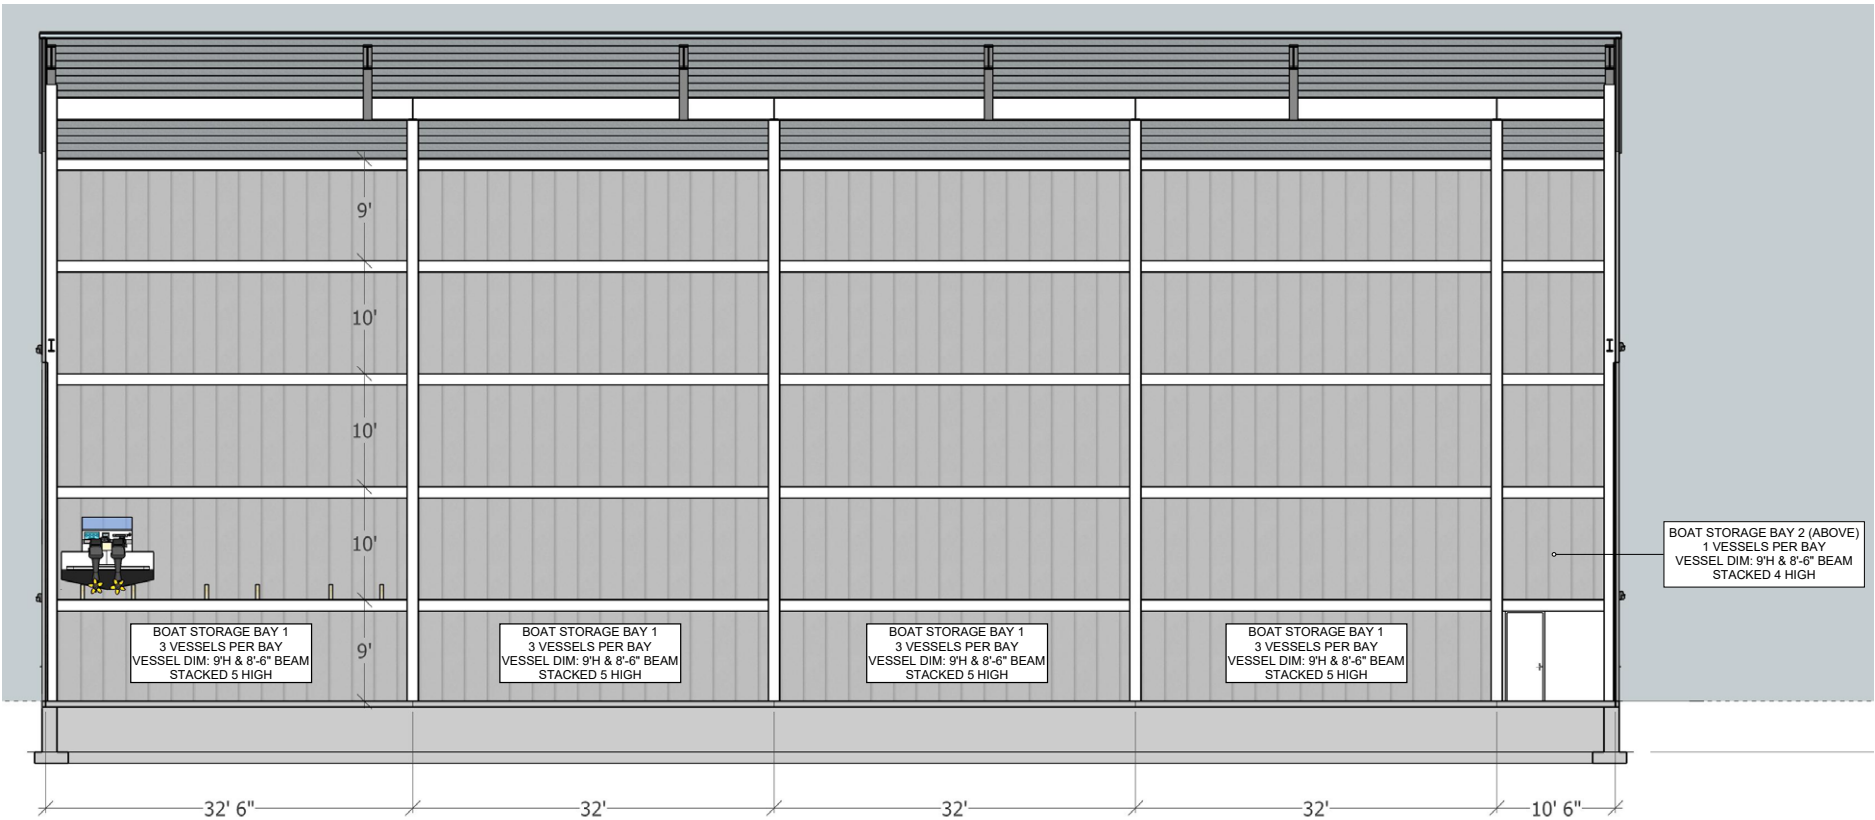 9'
10'
10'
10'
9'
BOAT STORAGE BAY 2 (ABOVE)
1 VESSELS PER BAY
VESSEL DIM: 9'H & 8'-6" BEAM
STACKED 4 HIGH
BOAT STORAGE BAY 1
3 VESSELS PER BAY
VESSEL DIM: 9'H & 8'-6" BEAM
STACKED 5 HIGH
BOAT STORAGE BAY 1
3 VESSELS PER BAY
VESSEL DIM: 9'H & 8'-6" BEAM
STACKED 5 HIGH
BOAT STORAGE BAY 1
3 VESSELS PER BAY
VESSEL DIM: 9'H & 8'-6" BEAM
STACKED 5 HIGH
BOAT STORAGE BAY 1
3 VESSELS PER BAY
VESSEL DIM: 9'H & 8'-6" BEAM
STACKED 5 HIGH
32' 6" 32' 32' 32' 10' 6"